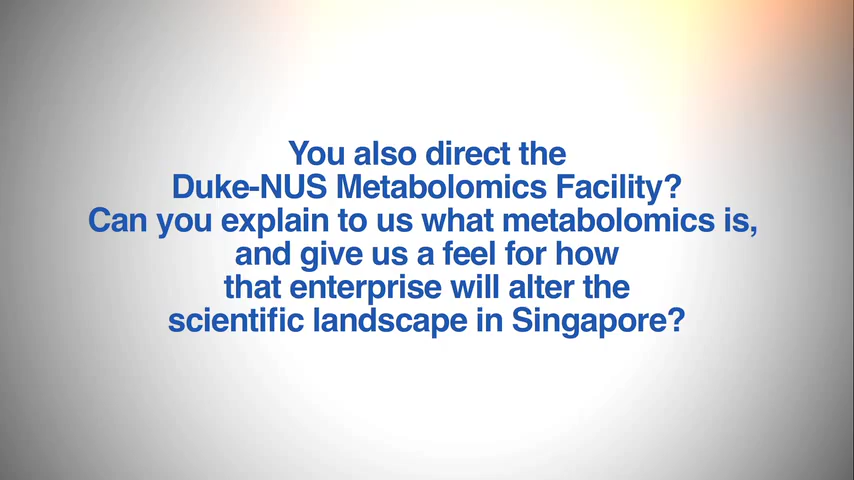 You also direct the
Duke-NUS Metabolomics Facility?
Can you explain to us what metabolomics is,
and give us a feel for how
that enterprise will alter the
scientific landscape in Singapore?